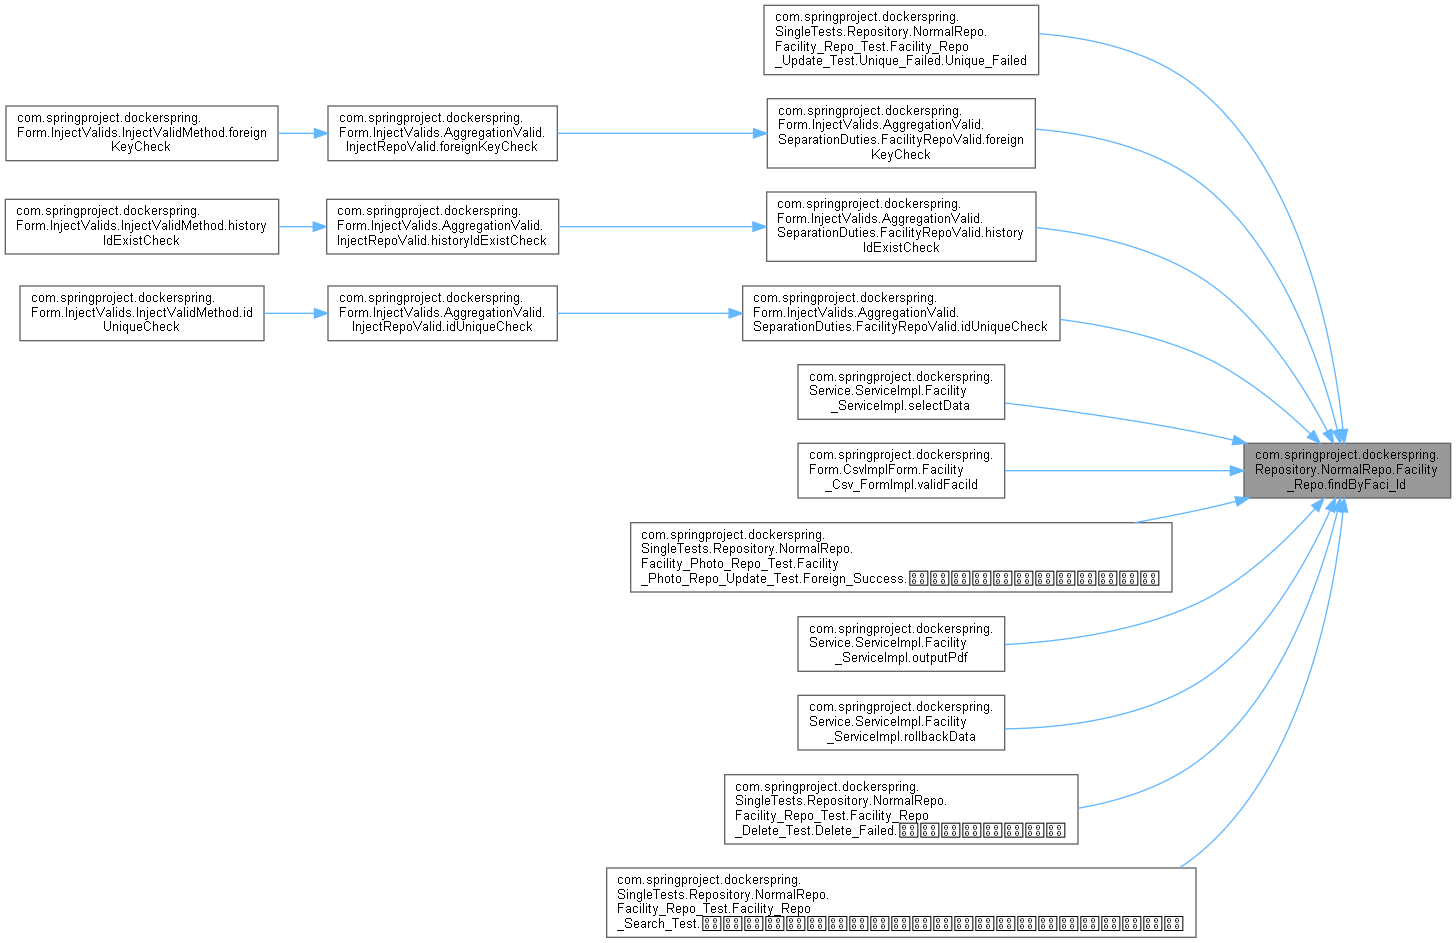 com.springproject.dockerspring.
SingleTests.Repository.NormalRepo.
Facility_Repo_Test.Facility_Repo
_Update_Test.Unique_Failed.Unique_Failed
com.springproject.dockerspring.
Form.InjectValids.InjectValidMethod.foreign
KeyCheck
com.springproject.dockerspring.
Form.InjectValids.AggregationValid.
InjectRepoValid.foreignKeyCheck
com.springproject.dockerspring.
Form.InjectValids.AggregationValid.
SeparationDuties.FacilityRepoValid.foreign
KeyCheck
com.springproject.dockerspring.
Form.InjectValids.InjectValidMethod.history
IdExistCheck
com.springproject.dockerspring.
Form.InjectValids.AggregationValid.
InjectRepoValid.historyIdExistCheck
com.springproject.dockerspring.
Form.InjectValids.AggregationValid.
SeparationDuties.FacilityRepoValid.history
IdExistCheck
com.springproject.dockerspring.
Form.InjectValids.InjectValidMethod.id
UniqueCheck
com.springproject.dockerspring.
Form.InjectValids.AggregationValid.
InjectRepoValid.idUniqueCheck
com.springproject.dockerspring.
Form.InjectValids.AggregationValid.
SeparationDuties.FacilityRepoValid.idUniqueCheck
com.springproject.dockerspring.
Service.ServiceImpl.Facility
_ServiceImpl.selectData
com.springproject.dockerspring.
Form.CsvImplForm.Facility
_Csv_FormImpl.validFaciId
com.springproject.dockerspring.
Repository.NormalRepo.Facility
_Repo.findByFaci_Id
com.springproject.dockerspring.
SingleTests.Repository.NormalRepo.
Facility_Photo_Repo_Test.Facility
_Photo_Repo_Update_Test.Foreign_Success.
com.springproject.dockerspring.
Service.ServiceImpl.Facility
_ServiceImpl.outputPdf
com.springproject.dockerspring.
Service.ServiceImpl.Facility
_ServiceImpl.rollbackData
com.springproject.dockerspring.
SingleTests.Repository.NormalRepo.
Facility_Repo_Test.Facility_Repo
_Delete_Test.Delete_Failed.
com.springproject.dockerspring.
SingleTests.Repository.NormalRepo.
Facility_Repo_Test.Facility_Repo
_Search_Test.